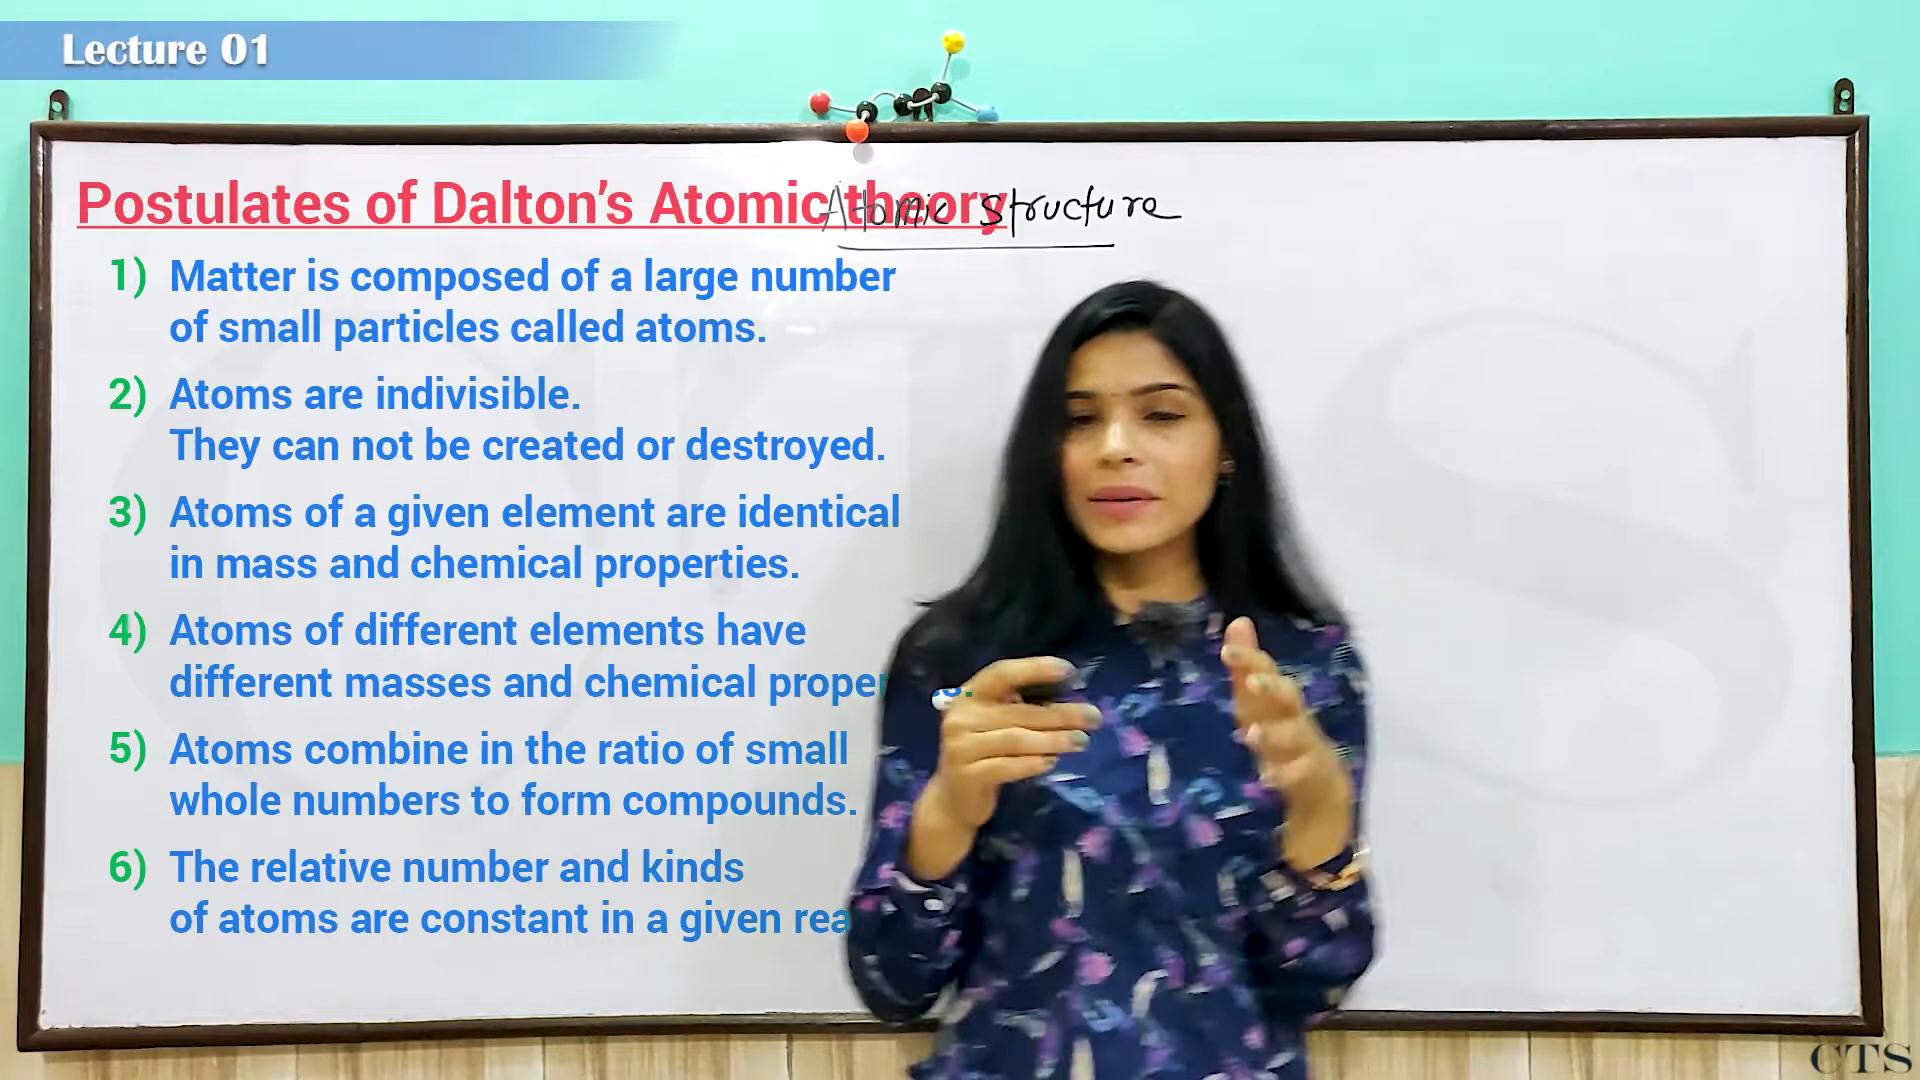 Lecture 01
Postulates of Dalton's Atomic theory
Atomic structure
1) Matter is composed of a large number
of small particles called atoms.
2) Atoms are indivisible.
They can not be created or destroyed.
3) Atoms of a given element are identical
in mass and chemical properties.
4) Atoms of different elements have
different masses and chemical
5) Atoms combine in the ratio of small
whole numbers to form compounds.
6) The relative number and kinds
of atoms are constant in a given
CTS
CTS